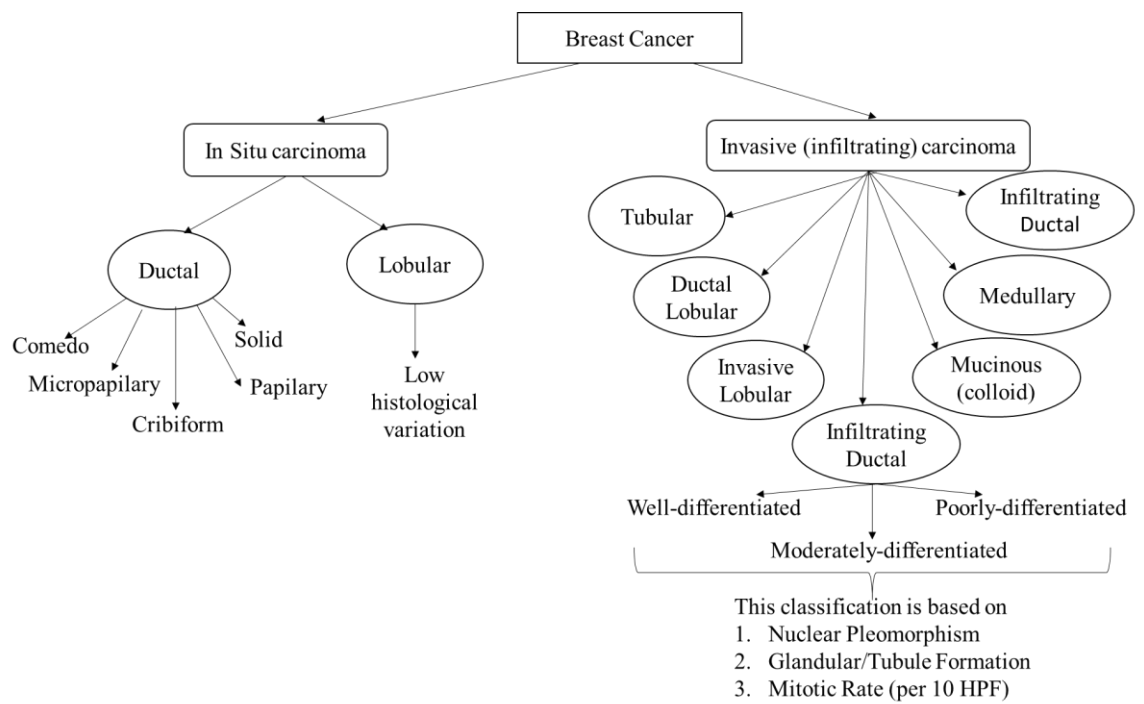 Breast Cancer
In Situ carcinoma
Invasive (infiltrating) carcinoma
Ductal
Lobular
Comedo
Micropapilary
Cribiform
Papilary
Solid
Low
histological
variation
Tubular
Ductal
Lobular
Invasive
Lobular
Infiltrating
Ductal
Mucinous
(colloid)
Medullary
Infiltrating
Ductal
Well-differentiated
Moderately-differentiated
Poorly-differentiated
This classification is based on
1. Nuclear Pleomorphism
2. Glandular/Tubule Formation
3. Mitotic Rate (per 10 HPF)